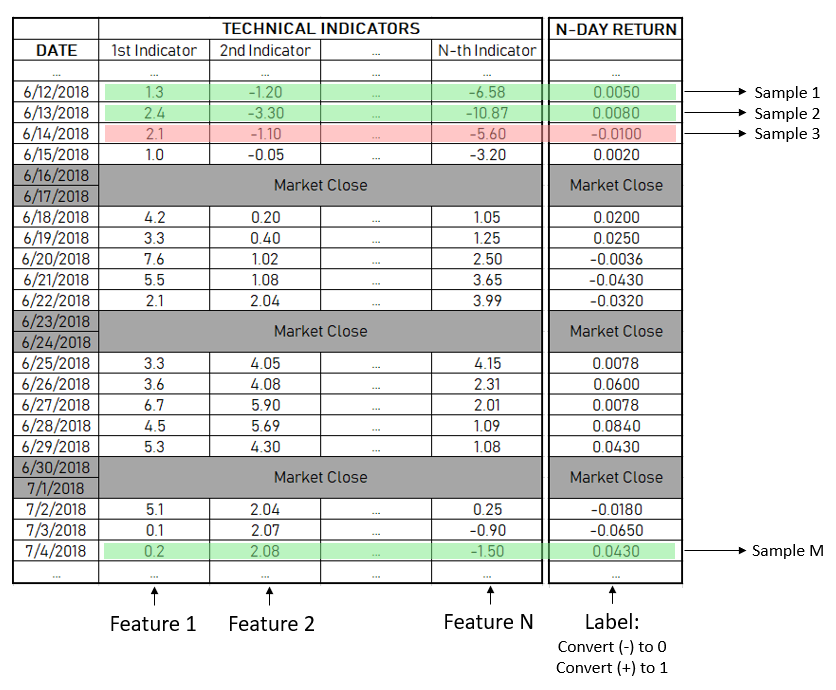 TECHNICAL INDICATORS N-DAY RETURN
DATE 1st Indicator 2nd Indicator ... N-th Indicator
... ... ... ... ... ...
6/12/2018 1.3 -1.20 ... -6.58 0.0050 Sample 1
6/13/2018 2.4 -3.30 ... -10.87 0.0080 Sample 2
6/14/2018 2.1 -1.10 ... -5.60 -0.0100 Sample 3
6/15/2018 1.0 -0.05 ... -3.20 0.0020
6/16/2018
Market Close Market Close
6/17/2018
6/18/2018 4.2 0.20 ... 1.05 0.0200
6/19/2018 3.3 0.40 ... 1.25 0.0250
6/20/2018 7.6 1.02 ... 2.50 -0.0036
6/21/2018 5.5 1.08 ... 3.65 -0.0430
6/22/2018 2.1 2.04 ... 3.99 -0.0320
6/23/2018
Market Close Market Close
6/24/2018
6/25/2018 3.3 4.05 ... 4.15 0.0078
6/26/2018 3.6 4.08 ... 2.31 0.0600
6/27/2018 6.7 5.90 ... 2.01 0.0078
6/28/2018 4.5 5.69 ... 1.09 0.0840
6/29/2018 5.3 4.30 ... 1.08 0.0430
6/30/2018
Market Close Market Close
7/1/2018
7/2/2018 5.1 2.04 ... 0.25 -0.0180
7/3/2018 0.1 2.07 ... -0.90 -0.0650
7/4/2018 0.2 2.08 ... -1.50 0.0430 Sample M
... ... ... ... ... ...
Feature 1 Feature 2 Feature N Label:
Convert (-) to 0
Convert (+) to 1